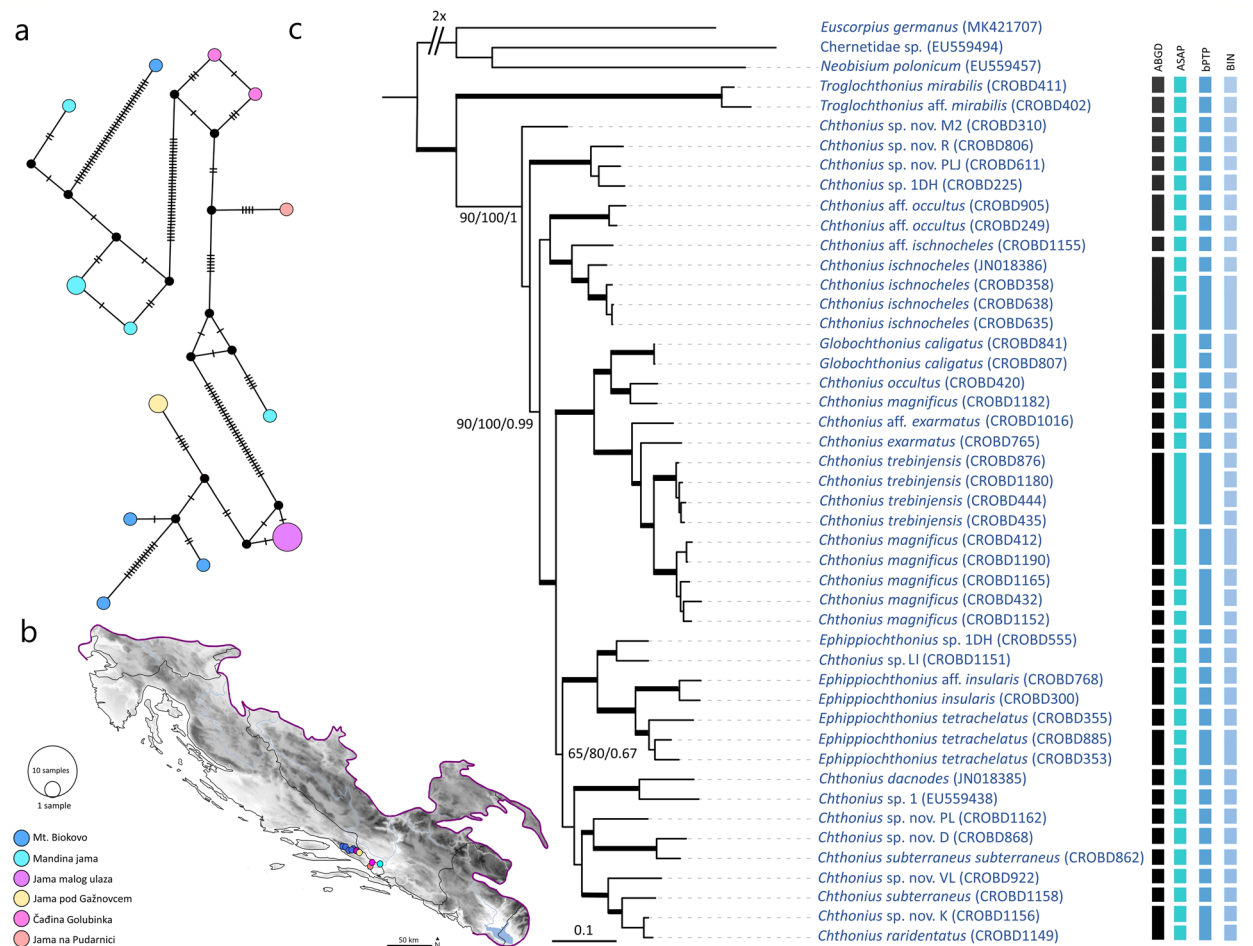 a
b
10 samples
1 sample
Mt. Biokovo
Mandina jama
Jama malog ulaza
Jama pod Gažnovcem
Čađina Golubinka
Jama na Pudarnici
50 km
N
c
2x
ABGD
ASAP
bPTP
BIN
Euscorpius germanus (MK421707)
Chernetidae sp. (EU559494)
Neobisium polonicum (EU559457)
Troglochthonius mirabilis (CROBD411)
Troglochthonius aff. mirabilis (CROBD402)
Chthonius sp. nov. M2 (CROBD310)
Chthonius sp. nov. R (CROBD806)
Chthonius sp. nov. PLJ (CROBD611)
Chthonius sp. 1DH (CROBD225)
Chthonius aff. occultus (CROBD905)
Chthonius aff. occultus (CROBD249)
Chthonius aff. ischnocheles (CROBD1155)
Chthonius ischnocheles (JN018386)
Chthonius ischnocheles (CROBD358)
Chthonius ischnocheles (CROBD638)
Chthonius ischnocheles (CROBD635)
Globochthonius caligatus (CROBD841)
Globochthonius caligatus (CROBD807)
Chthonius occultus (CROBD420)
Chthonius magnificus (CROBD1182)
Chthonius aff. exarmatus (CROBD1016)
Chthonius exarmatus (CROBD765)
Chthonius trebinjensis (CROBD876)
Chthonius trebinjensis (CROBD1180)
Chthonius trebinjensis (CROBD444)
Chthonius trebinjensis (CROBD435)
Chthonius magnificus (CROBD412)
Chthonius magnificus (CROBD1190)
Chthonius magnificus (CROBD1165)
Chthonius magnificus (CROBD432)
Chthonius magnificus (CROBD1152)
Ephippiochthonius sp. 1DH (CROBD555)
Chthonius sp. LI (CROBD1151)
Ephippiochthonius aff. insularis (CROBD768)
Ephippiochthonius insularis (CROBD300)
Ephippiochthonius tetrachelatus (CROBD355)
Ephippiochthonius tetrachelatus (CROBD885)
Ephippiochthonius tetrachelatus (CROBD353)
Chthonius dacnodes (JN018385)
Chthonius sp. 1 (EU559438)
Chthonius sp. nov. PL (CROBD1162)
Chthonius sp. nov. D (CROBD868)
Chthonius subterraneus subterraneus (CROBD862)
Chthonius sp. nov. VL (CROBD922)
Chthonius subterraneus (CROBD1158)
Chthonius sp. nov. K (CROBD1156)
Chthonius raridentatus (CROBD1149)
90/100/1
90/100/0.99
65/80/0.67
0.1